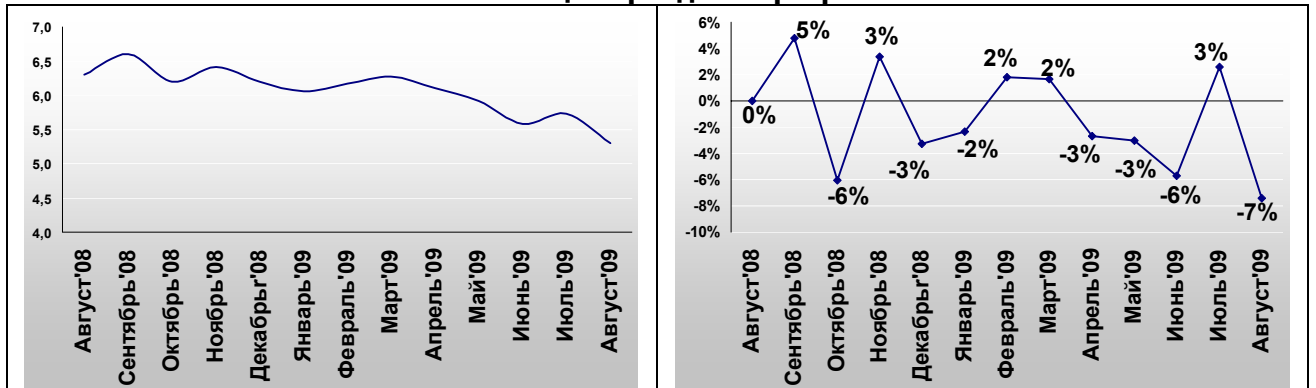 7,0
6,5
6,0
5,5
5,0
4,5
4,0
Август'08
Сентябрь'08
Октябрь'08
Ноябрь'08
Декабрьг'08
Январь'09
Февраль'09
Март'09
Апрель'09
Май'09
Июнь'09
Июль'09
Август'09
6%
4%
2%
0%
-2%
-4%
-6%
-8%
-10%
0%
5%
-6%
3%
-3%
-2%
2%
2%
-3%
-3%
-6%
3%
-7%
Август'08
Сентябрь'08
Октябрь'08
Ноябрь'08
Декабрьг'08
Январь'09
Февраль'09
Март'09
Апрель'09
Май'09
Июнь'09
Июль'09
Август'09